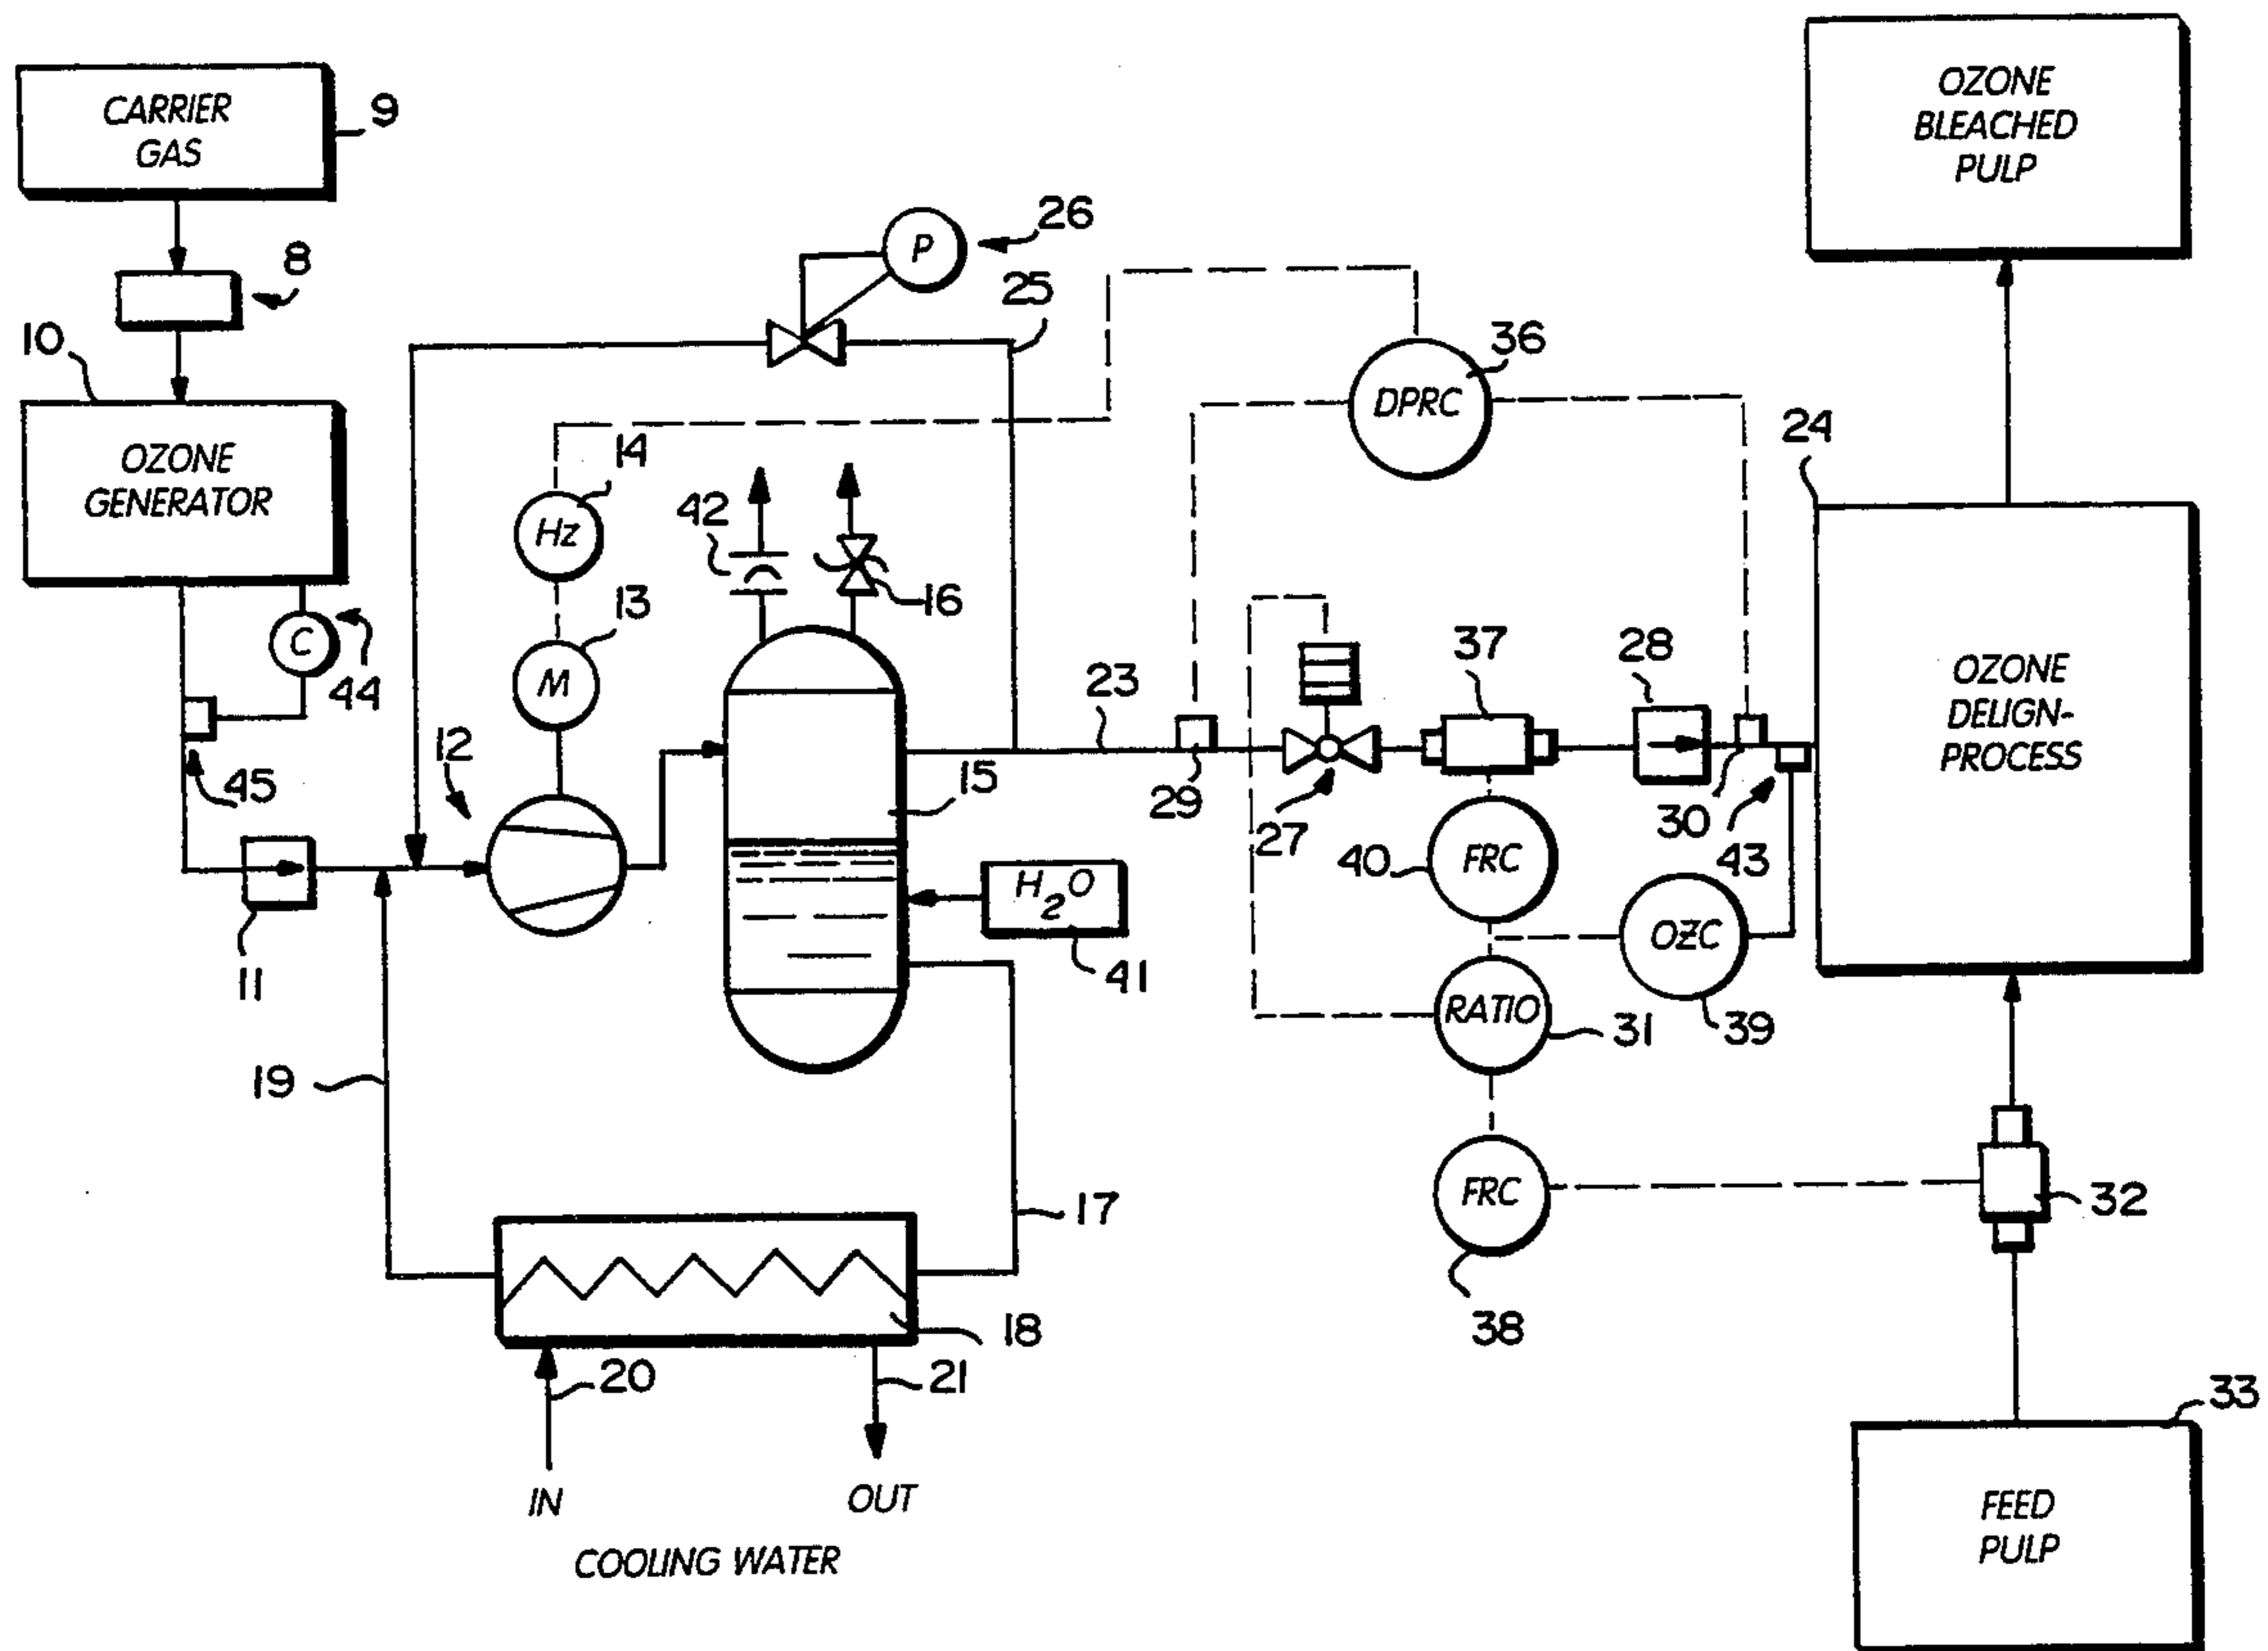 CARRIER
GAS
9
8
10
OZONE
GENERATOR
C
44
45
11
12
Hz
14
M
13
P
26
25
42
16
15
H2O
41
17
18
19
20
21
IN
OUT
COOLING WATER
23
29
27
37
28
30
43
DPRC
36
FRC
40
OZC
39
RATIO
31
FRC
38
24
OZONE
BLEACHED
PULP
OZONE
DELIGN-
PROCESS
32
33
FEED
PULP